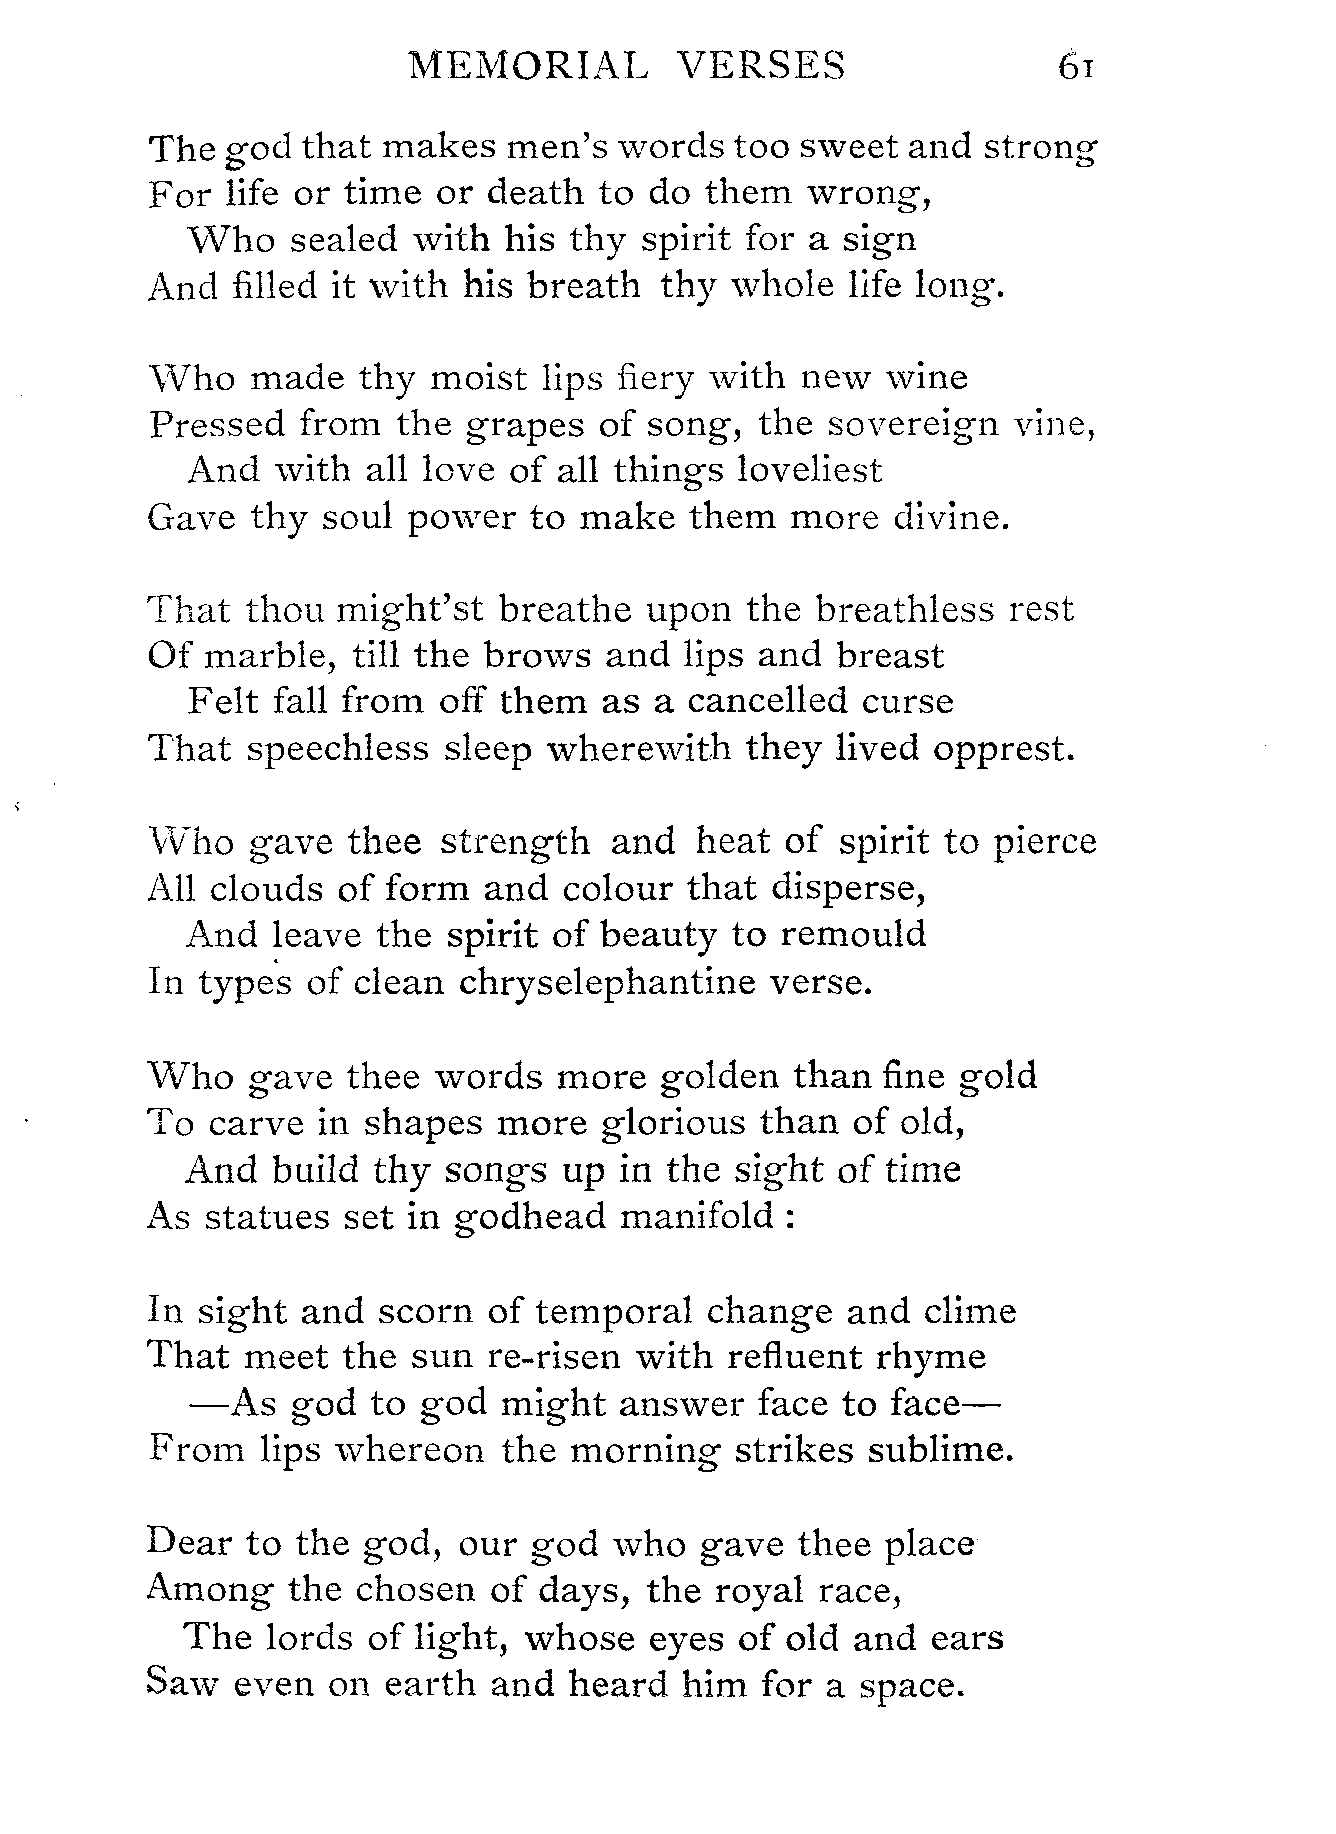 MEMORIAL VERSES 61
The god that makes men's words too sweet and strong
For life or time or death to do them wrong,
Who sealed with his thy spirit for a sign
And filled it with his breath thy whole life long.
Who made thy moist lips fiery with new wine
Pressed from the grapes of song, the sovereign vine,
And with all love of all things loveliest
Gave thy soul power to make them more divine.
That thou might'st breathe upon the breathless rest
Of marble, till the brows and lips and breast
Felt fall from off them as a cancelled curse
That speechless sleep wherewith they lived opprest.
Who gave thee strength and heat of spirit to pierce
All clouds of form and colour that disperse,
And leave the spirit of beauty to remould
In types of clean chryselephantine verse.
Who gave thee words more golden than fine gold
To carve in shapes more glorious than of old,
And build thy songs up in the sight of time
As statues set in godhead manifold :
In sight and scorn of temporal change and clime
That meet the sun re-risen with refluent rhyme
—As god to god might answer face to face—
From lips whereon the morning strikes sublime.
Dear to the god, our god who gave thee place
Among the chosen of days, the royal race,
The lords of light, whose eyes of old and ears
Saw even on earth and heard him for a space.